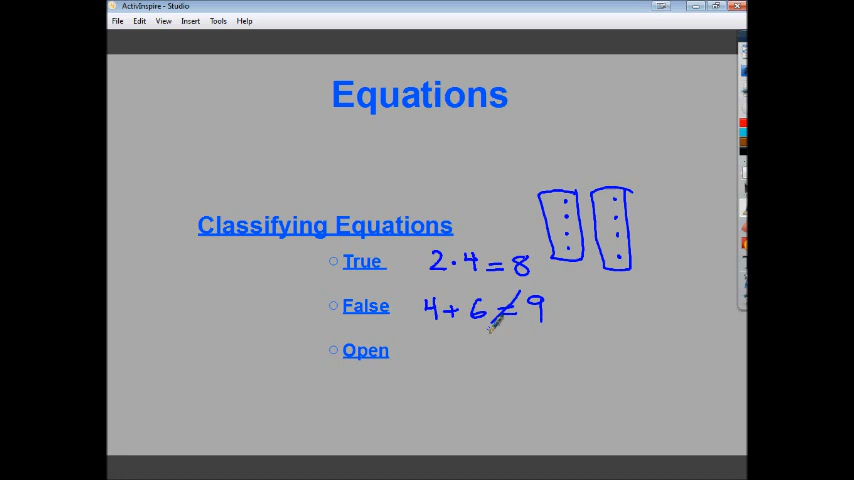 ActivInspire - Studio
File Edit View Insert Tools Help
Equations
Classifying Equations
True 2 · 4 = 8
False 4 + 6 ≠ 9
Open